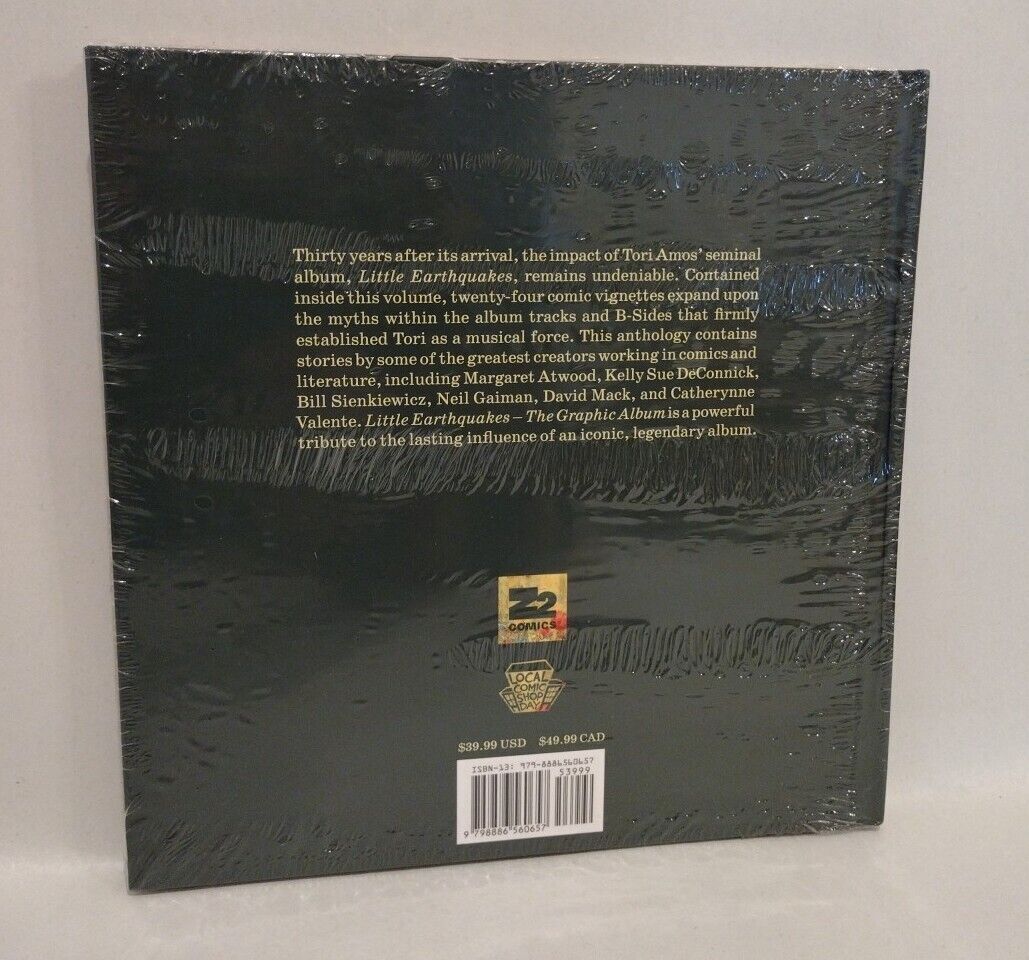 Thirty years after its arrival, the impact of Tori Amos' seminal
album, Little Earthquakes, remains undeniable. Contained
inside this volume, twenty-four comic vignettes expand upon
the myths within the album tracks and B-Sides that firmly
established Tori as a musical force. This anthology contains
stories by some of the greatest creators working in comics and
literature, including Margaret Atwood, Kelly Sue DeConnick,
Bill Sienkiewicz, Neil Gaiman, David Mack, and Catherynne
Valente. Little Earthquakes – The Graphic Album is a powerful
tribute to the lasting influence of an iconic, legendary album.
Z2
COMICS
LOCAL
COMIC
SHOP
DAY
$39.99 USD $49.99 CAD
ISBN-13: 979-8886560657
53999
9 798886 560657